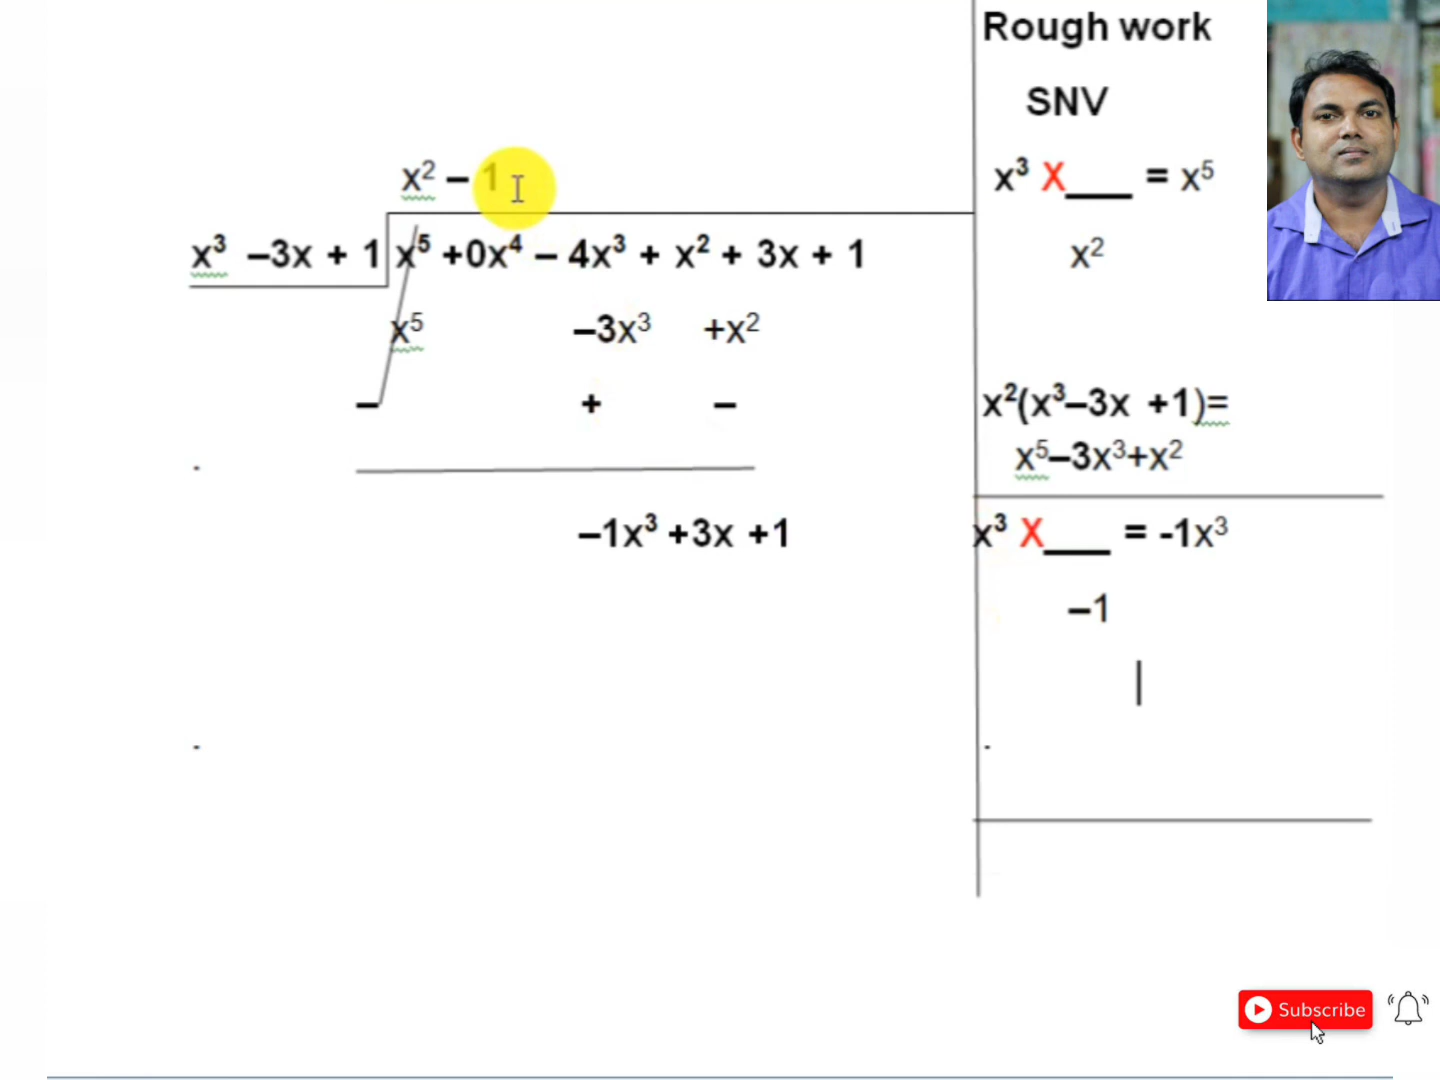 Rough work
SNV
x² – 1
x³ X___ = x⁵
x³ –3x + 1 x⁵ +0x⁴ – 4x³ + x² + 3x + 1
x²
x⁵ –3x³ +x²
– + –
x²(x³–3x +1)=
x⁵–3x³+x²
–1x³ +3x +1
x³ X___ = -1x³
–1
Subscribe